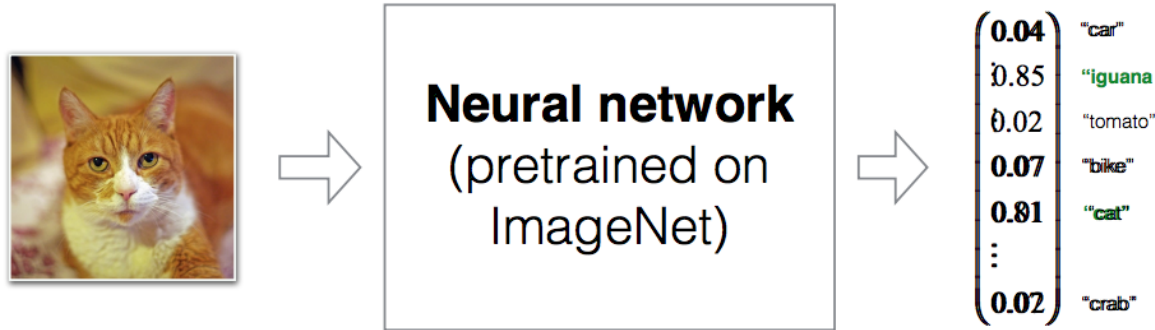 Neural network
(pretrained on
ImageNet)
0.04 "car"
0.85 "iguana
0.02 "tomato"
0.07 "bike"
"cat"
0.02 "crab"